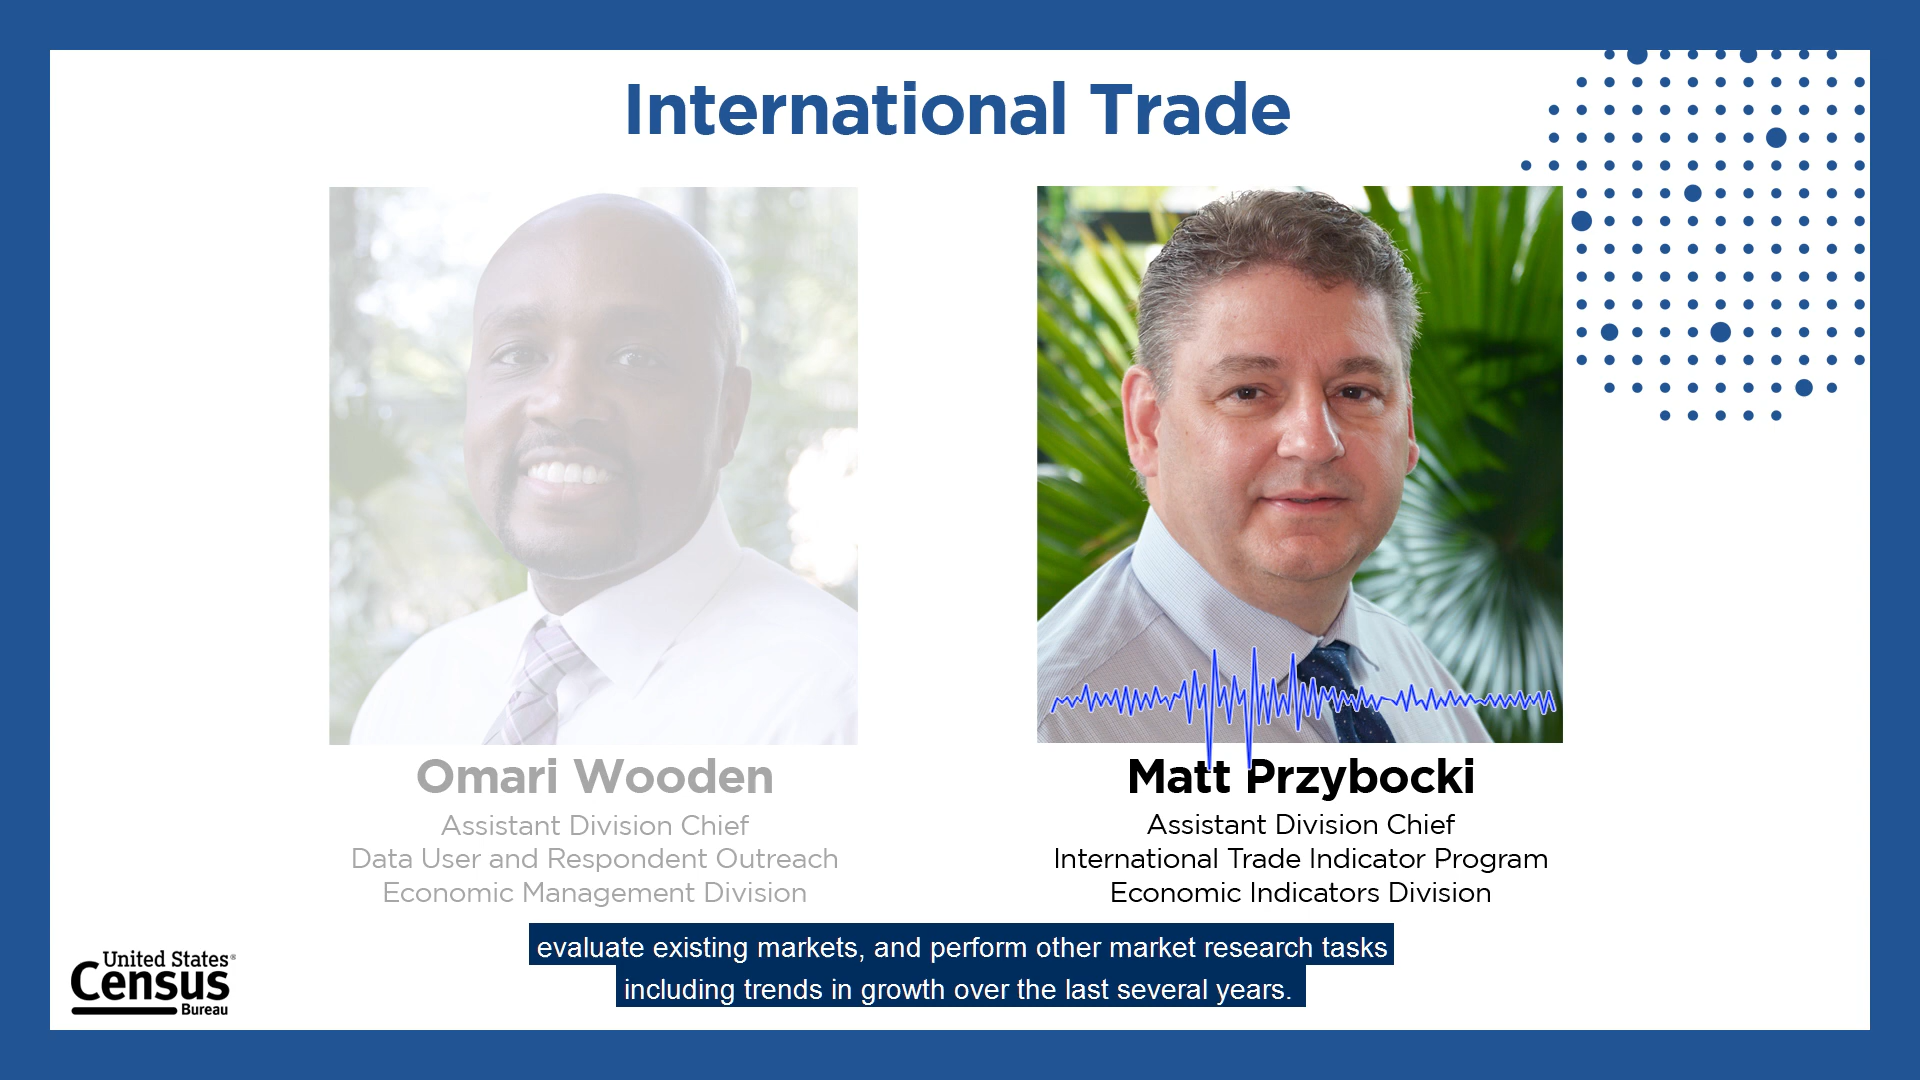 International Trade
Omari Wooden
Assistant Division Chief
Data User and Respondent Outreach
Economic Management Division
Matt Przybocki
Assistant Division Chief
International Trade Indicator Program
Economic Indicators Division
evaluate existing markets, and perform other market research tasks
including trends in growth over the last several years.
United States®
Census
Bureau